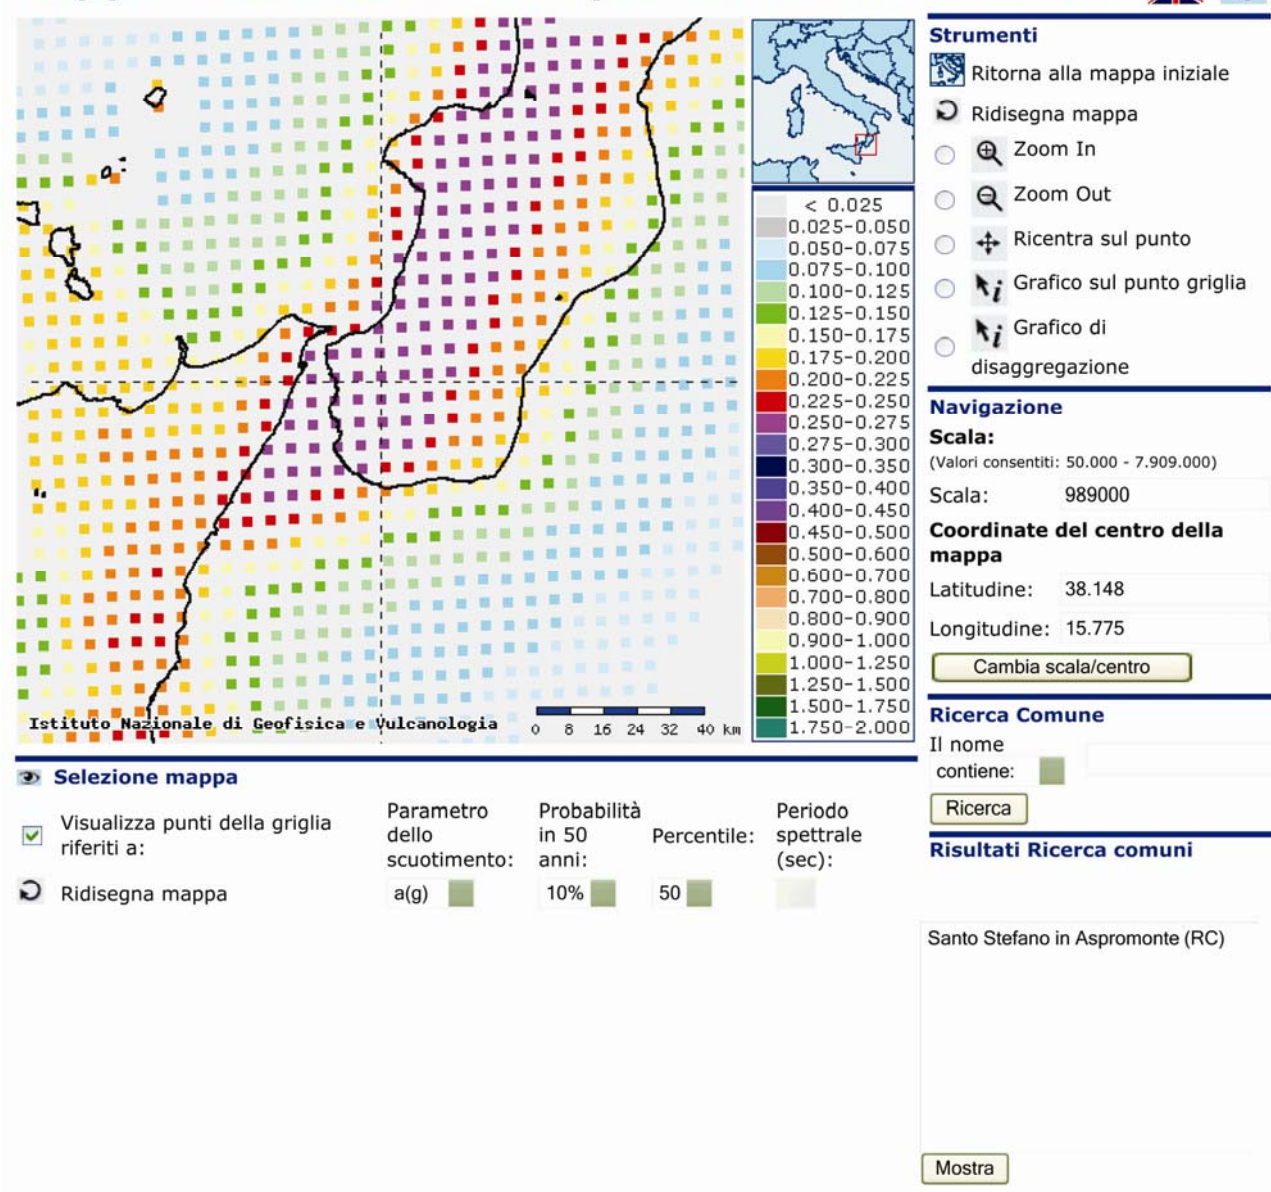 Istituto Nazionale di Geofisica e Vulcanologia
0 8 16 24 32 40 km
< 0.025
0.025-0.050
0.050-0.075
0.075-0.100
0.100-0.125
0.125-0.150
0.150-0.175
0.175-0.200
0.200-0.225
0.225-0.250
0.250-0.275
0.275-0.300
0.300-0.350
0.350-0.400
0.400-0.450
0.450-0.500
0.500-0.600
0.600-0.700
0.700-0.800
0.800-0.900
0.900-1.000
1.000-1.250
1.250-1.500
1.500-1.750
1.750-2.000
Strumenti
Ritorna alla mappa iniziale
Ridisegna mappa
Zoom In
Zoom Out
Ricentra sul punto
Grafico sul punto griglia
Grafico di
disaggregazione
Navigazione
Scala:
(Valori consentiti: 50.000 - 7.909.000)
Scala: 989000
Coordinate del centro della
mappa
Latitudine: 38.148
Longitudine: 15.775
Cambia scala/centro
Ricerca Comune
Il nome
contiene:
Ricerca
Risultati Ricerca comuni
Santo Stefano in Aspromonte (RC)
Mostra
Selezione mappa
Visualizza punti della griglia
riferiti a:
Parametro
dello
scuotimento:
Probabilità
in 50
anni:
Percentile:
Periodo
spettrale
(sec):
Ridisegna mappa
a(g)
10%
50